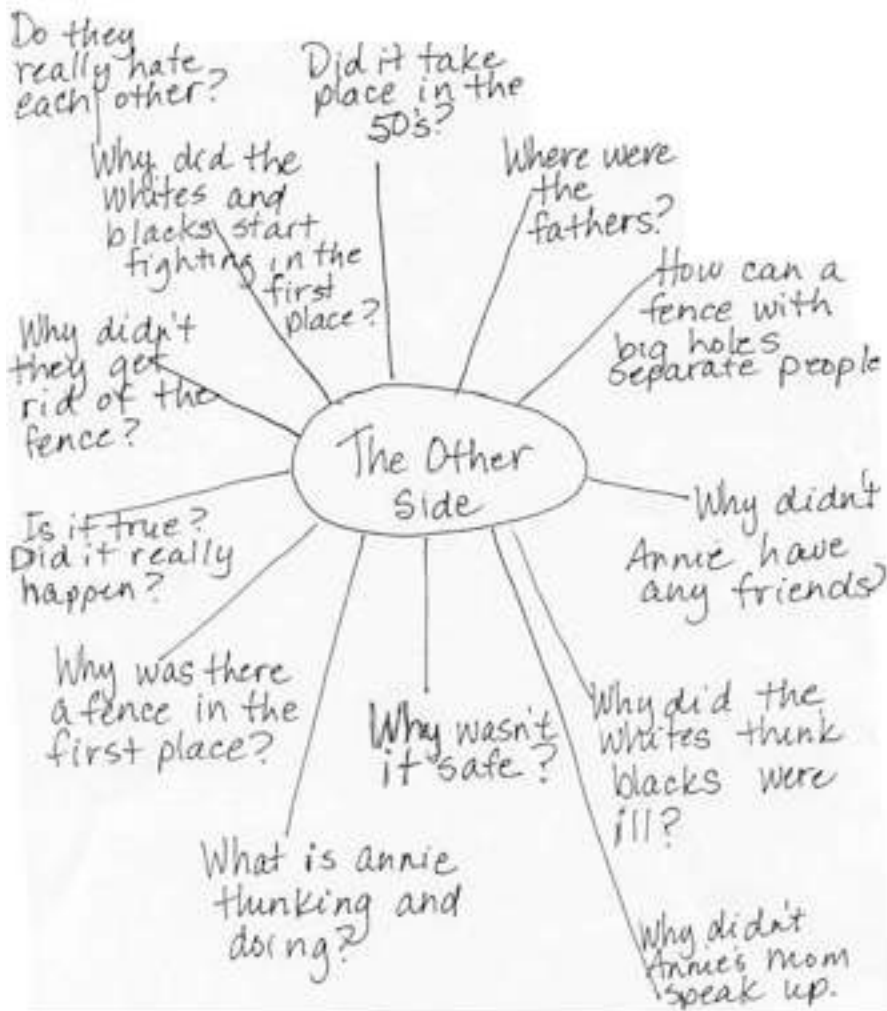 Do they
really hate
each other?
Did it take
place in the
50's?
Why did the
whites and
blacks start
fighting in the
first
place?
Where were
the
fathers?
How can a
fence with
big holes
separate people
Why didn't
they get
rid of the
fence?
The Other
Side
Is it true?
Did it really
happen?
Why didn't
Annie have
any friends?
Why was there
a fence in the
first place?
Why wasn't
it safe?
Why did the
whites think
blacks were
ill?
What is annie
thinking and
doing?
Why didn't
Annie's mom
speak up.